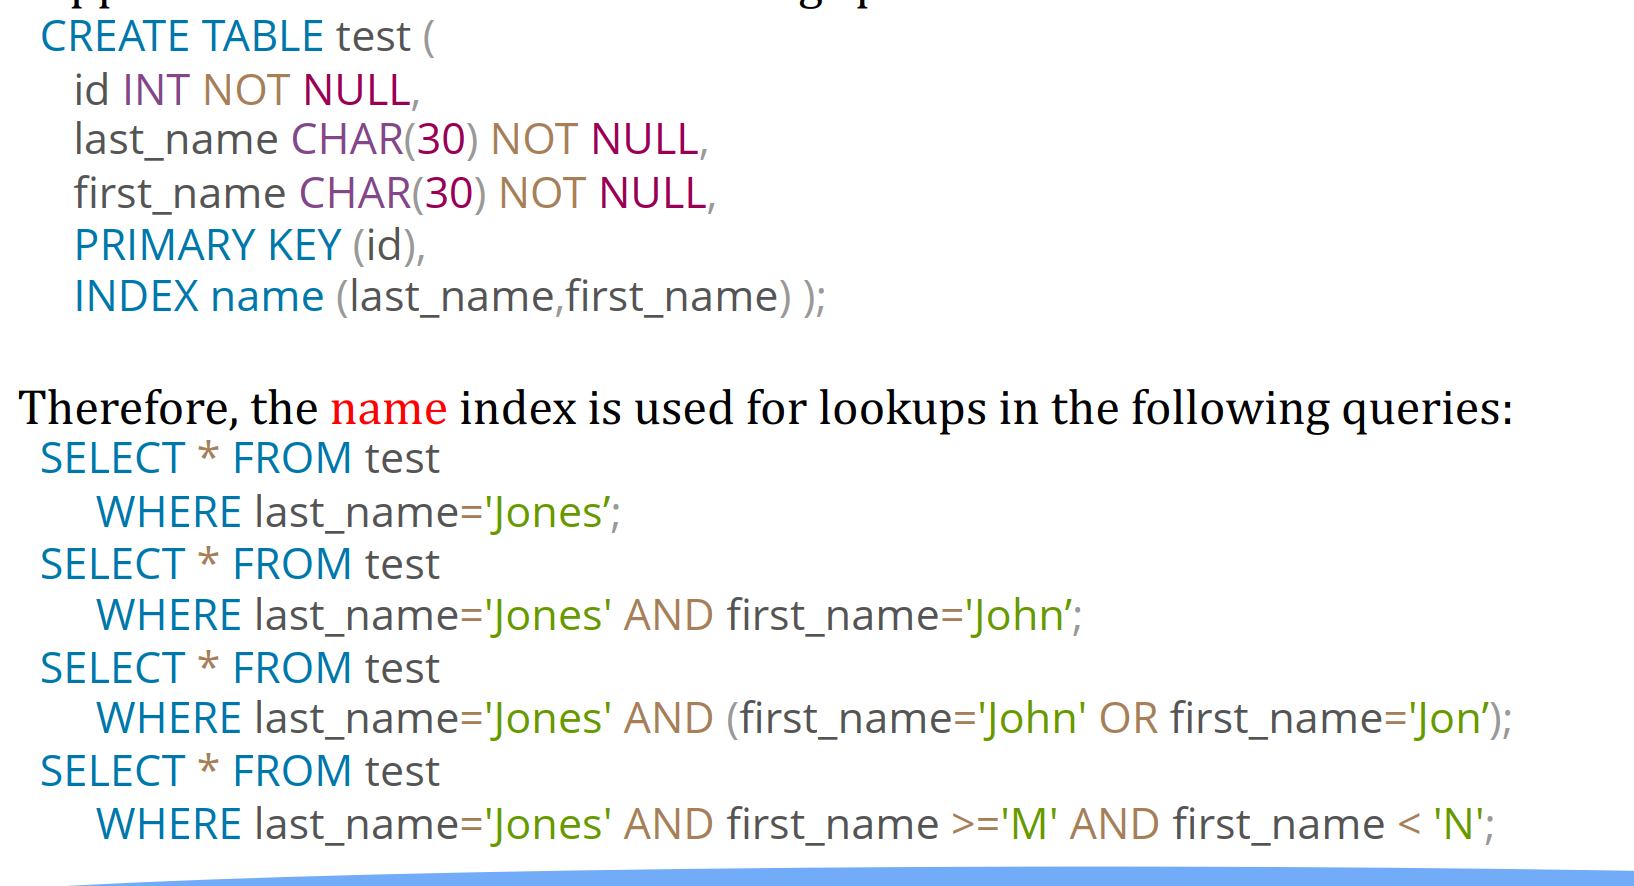 CREATE TABLE test (
id INT NOT NULL,
last_name CHAR(30) NOT NULL,
first_name CHAR(30) NOT NULL,
PRIMARY KEY (id),
INDEX name (last_name,first_name) );
Therefore, the name index is used for lookups in the following queries:
SELECT * FROM test
WHERE last_name='Jones’;
SELECT * FROM test
WHERE last_name='Jones' AND first_name='John’;
SELECT * FROM test
WHERE last_name='Jones' AND (first_name='John' OR first_name='Jon’);
SELECT * FROM test
WHERE last_name='Jones' AND first_name >='M' AND first_name < 'N';